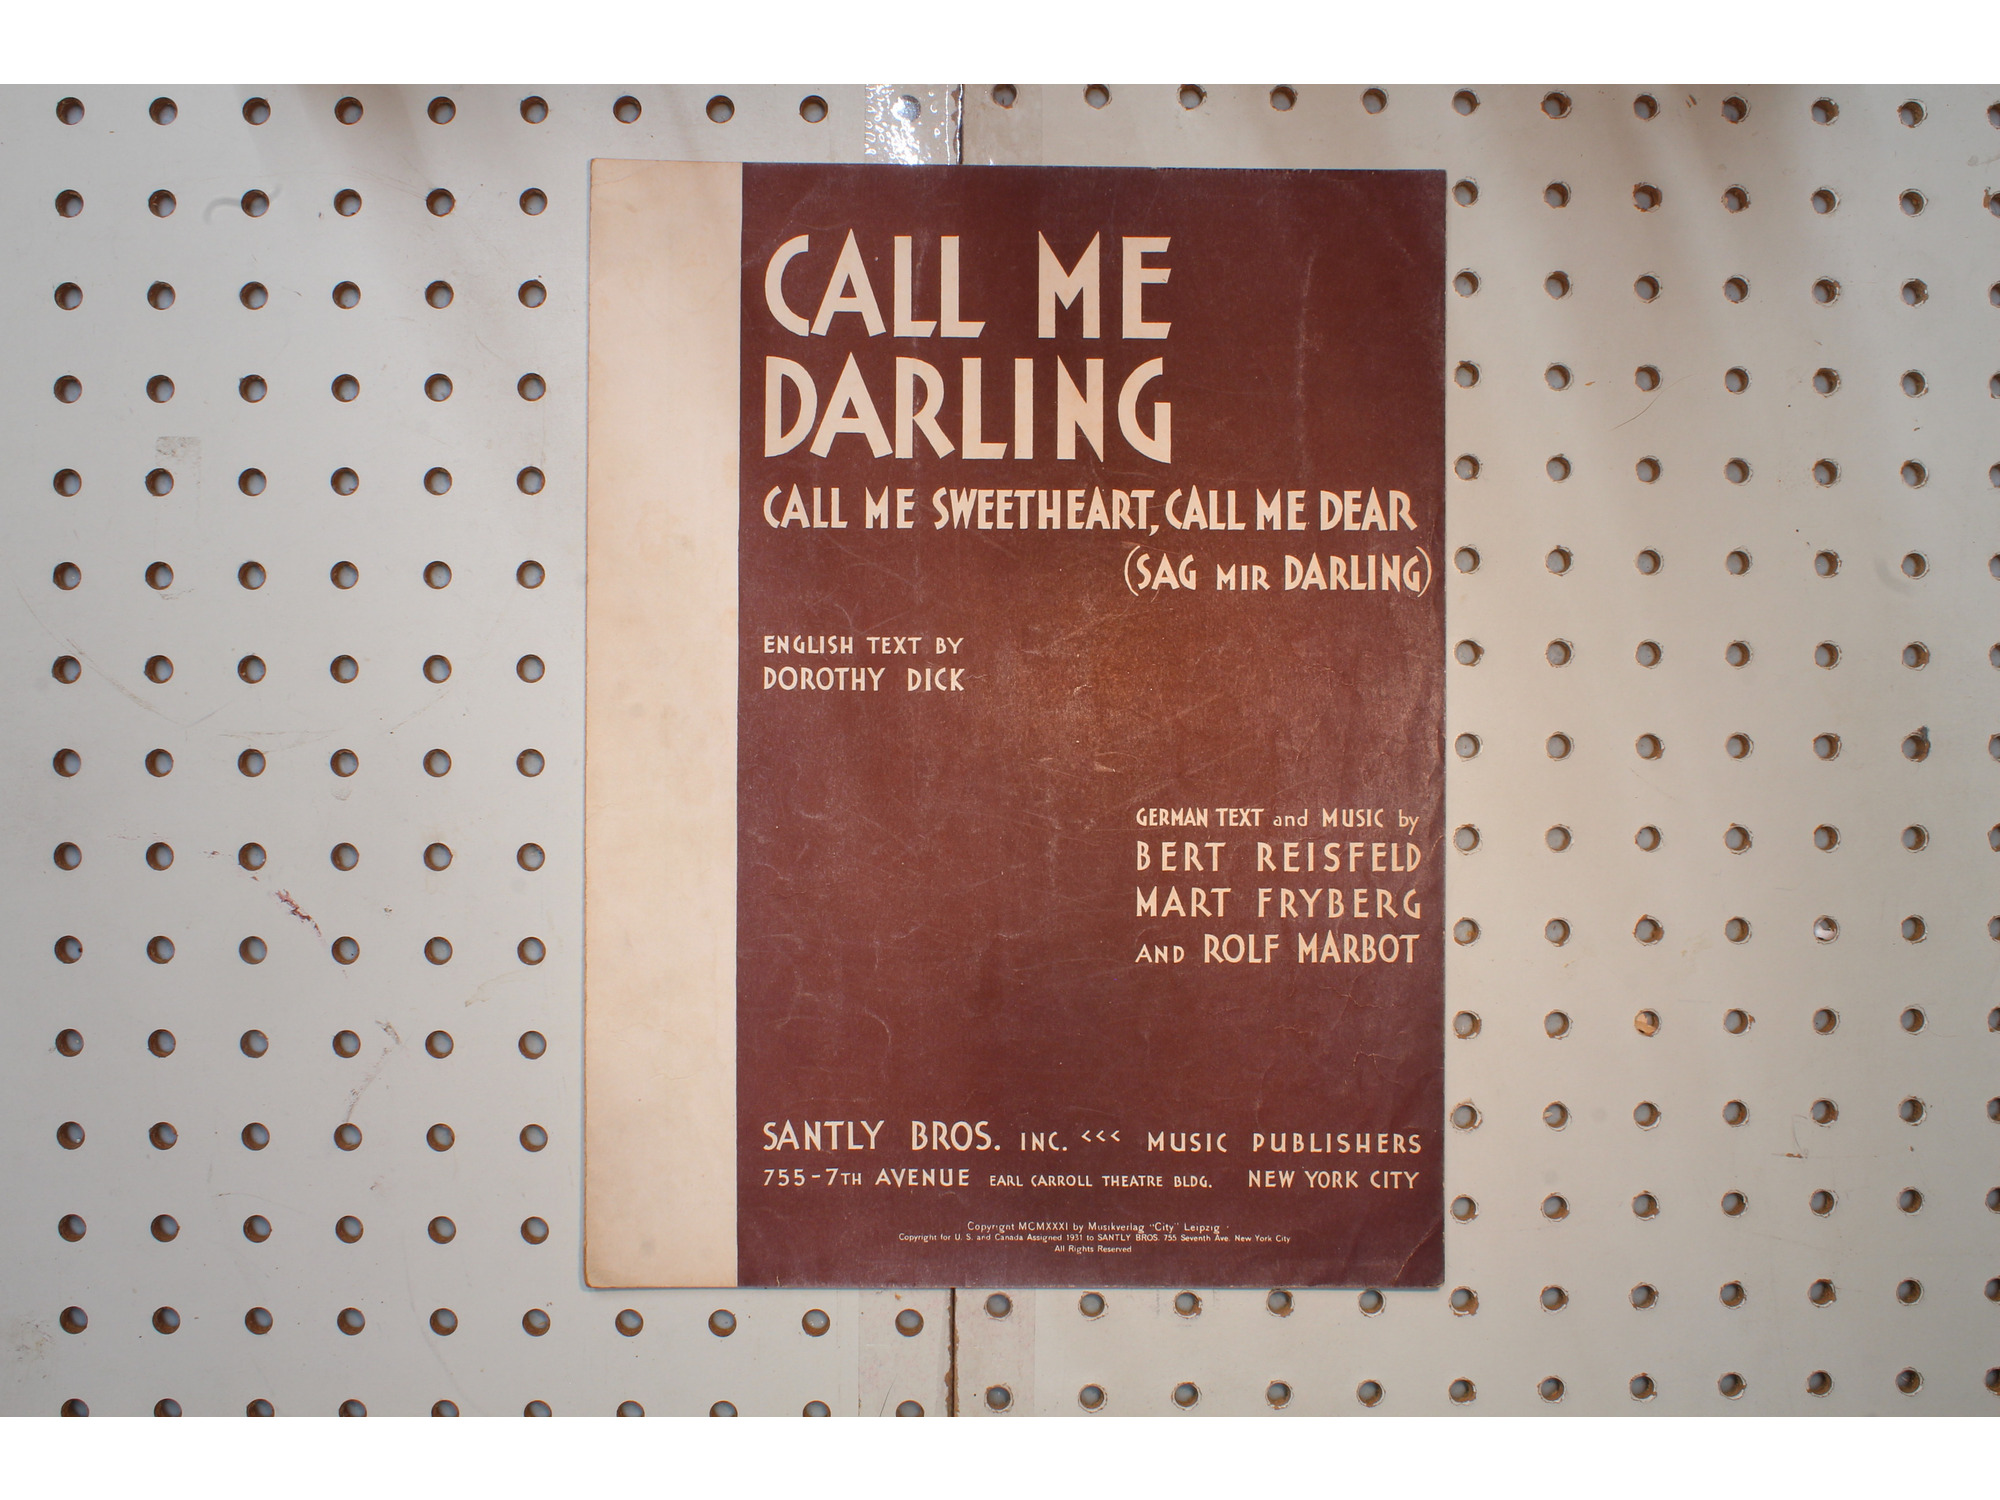 CALL ME
DARLING
CALL ME SWEETHEART, CALL ME DEAR
(SAG MIR DARLING)
ENGLISH TEXT BY
DOROTHY DICK
GERMAN TEXT and MUSIC by
BERT REISFELD
MART FRYBERG
AND ROLF MARBOT
SANTLY BROS. INC. <<< MUSIC PUBLISHERS
755-7TH AVENUE EARL CARROLL THEATRE BLDG. NEW YORK CITY
Copyright MCMXXXI by Musikverlag "City" Leipzig
Copyright for U. S. and Canada Assigned 1931 to SANTLY BROS. 755 Seventh Ave. New York City
All Rights Reserved